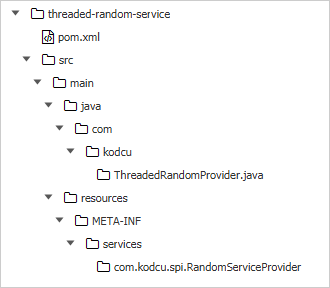 threaded-random-service
pom.xml
src
main
java
com
kodcu
ThreadedRandomProvider.java
resources
META-INF
services
com.kodcu.spi.RandomServiceProvider